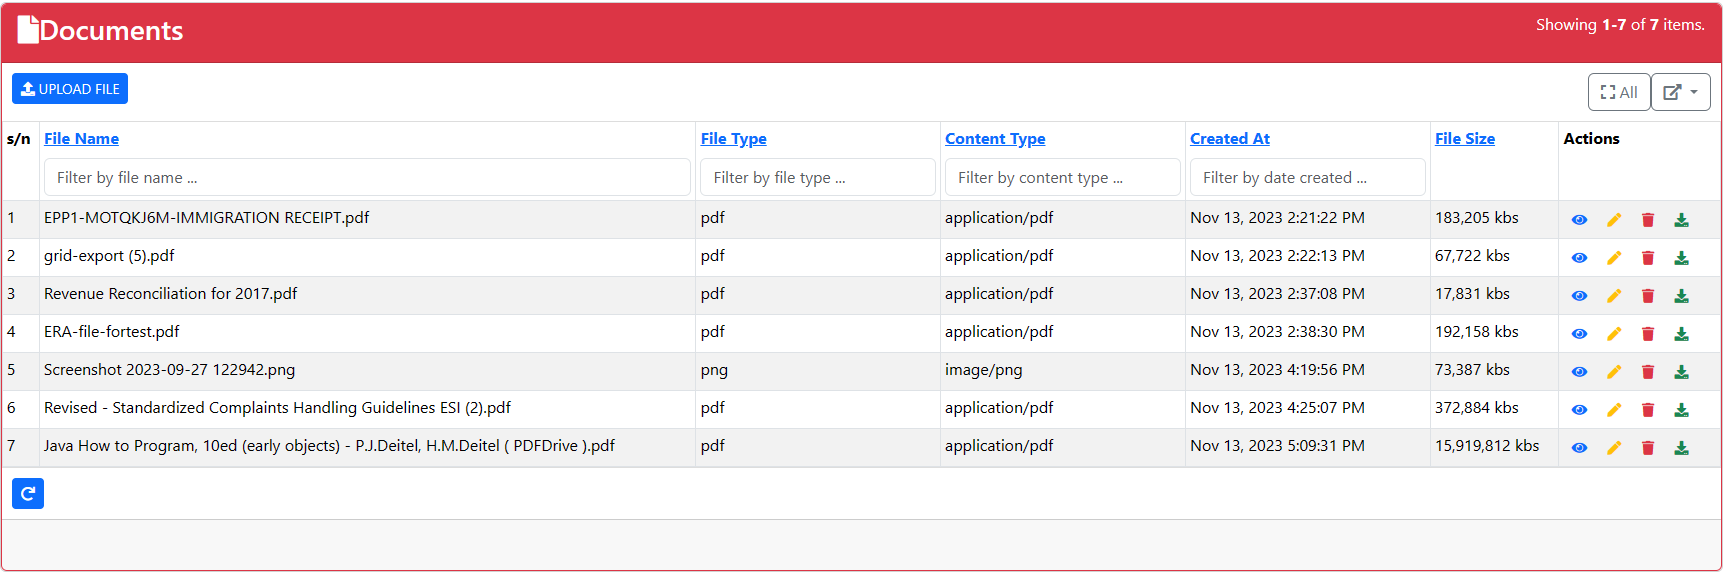 Documents
Showing 1-7 of 7 items.
UPLOAD FILE
All
s/n File Name File Type Content Type Created At File Size Actions
Filter by file name ... Filter by file type ... Filter by content type ... Filter by date created ...
1 EPP1-MOTQKJ6M-IMMIGRATION RECEIPT.pdf pdf application/pdf Nov 13, 2023 2:21:22 PM 183,205 kbs
2 grid-export (5).pdf pdf application/pdf Nov 13, 2023 2:22:13 PM 67,722 kbs
3 Revenue Reconciliation for 2017.pdf pdf application/pdf Nov 13, 2023 2:37:08 PM 17,831 kbs
4 ERA-file-fortest.pdf pdf application/pdf Nov 13, 2023 2:38:30 PM 192,158 kbs
5 Screenshot 2023-09-27 122942.png png image/png Nov 13, 2023 4:19:56 PM 73,387 kbs
6 Revised - Standardized Complaints Handling Guidelines ESI (2).pdf pdf application/pdf Nov 13, 2023 4:25:07 PM 372,884 kbs
7 Java How to Program, 10ed (early objects) - P.J.Deitel, H.M.Deitel ( PDFDrive ).pdf pdf application/pdf Nov 13, 2023 5:09:31 PM 15,919,812 kbs